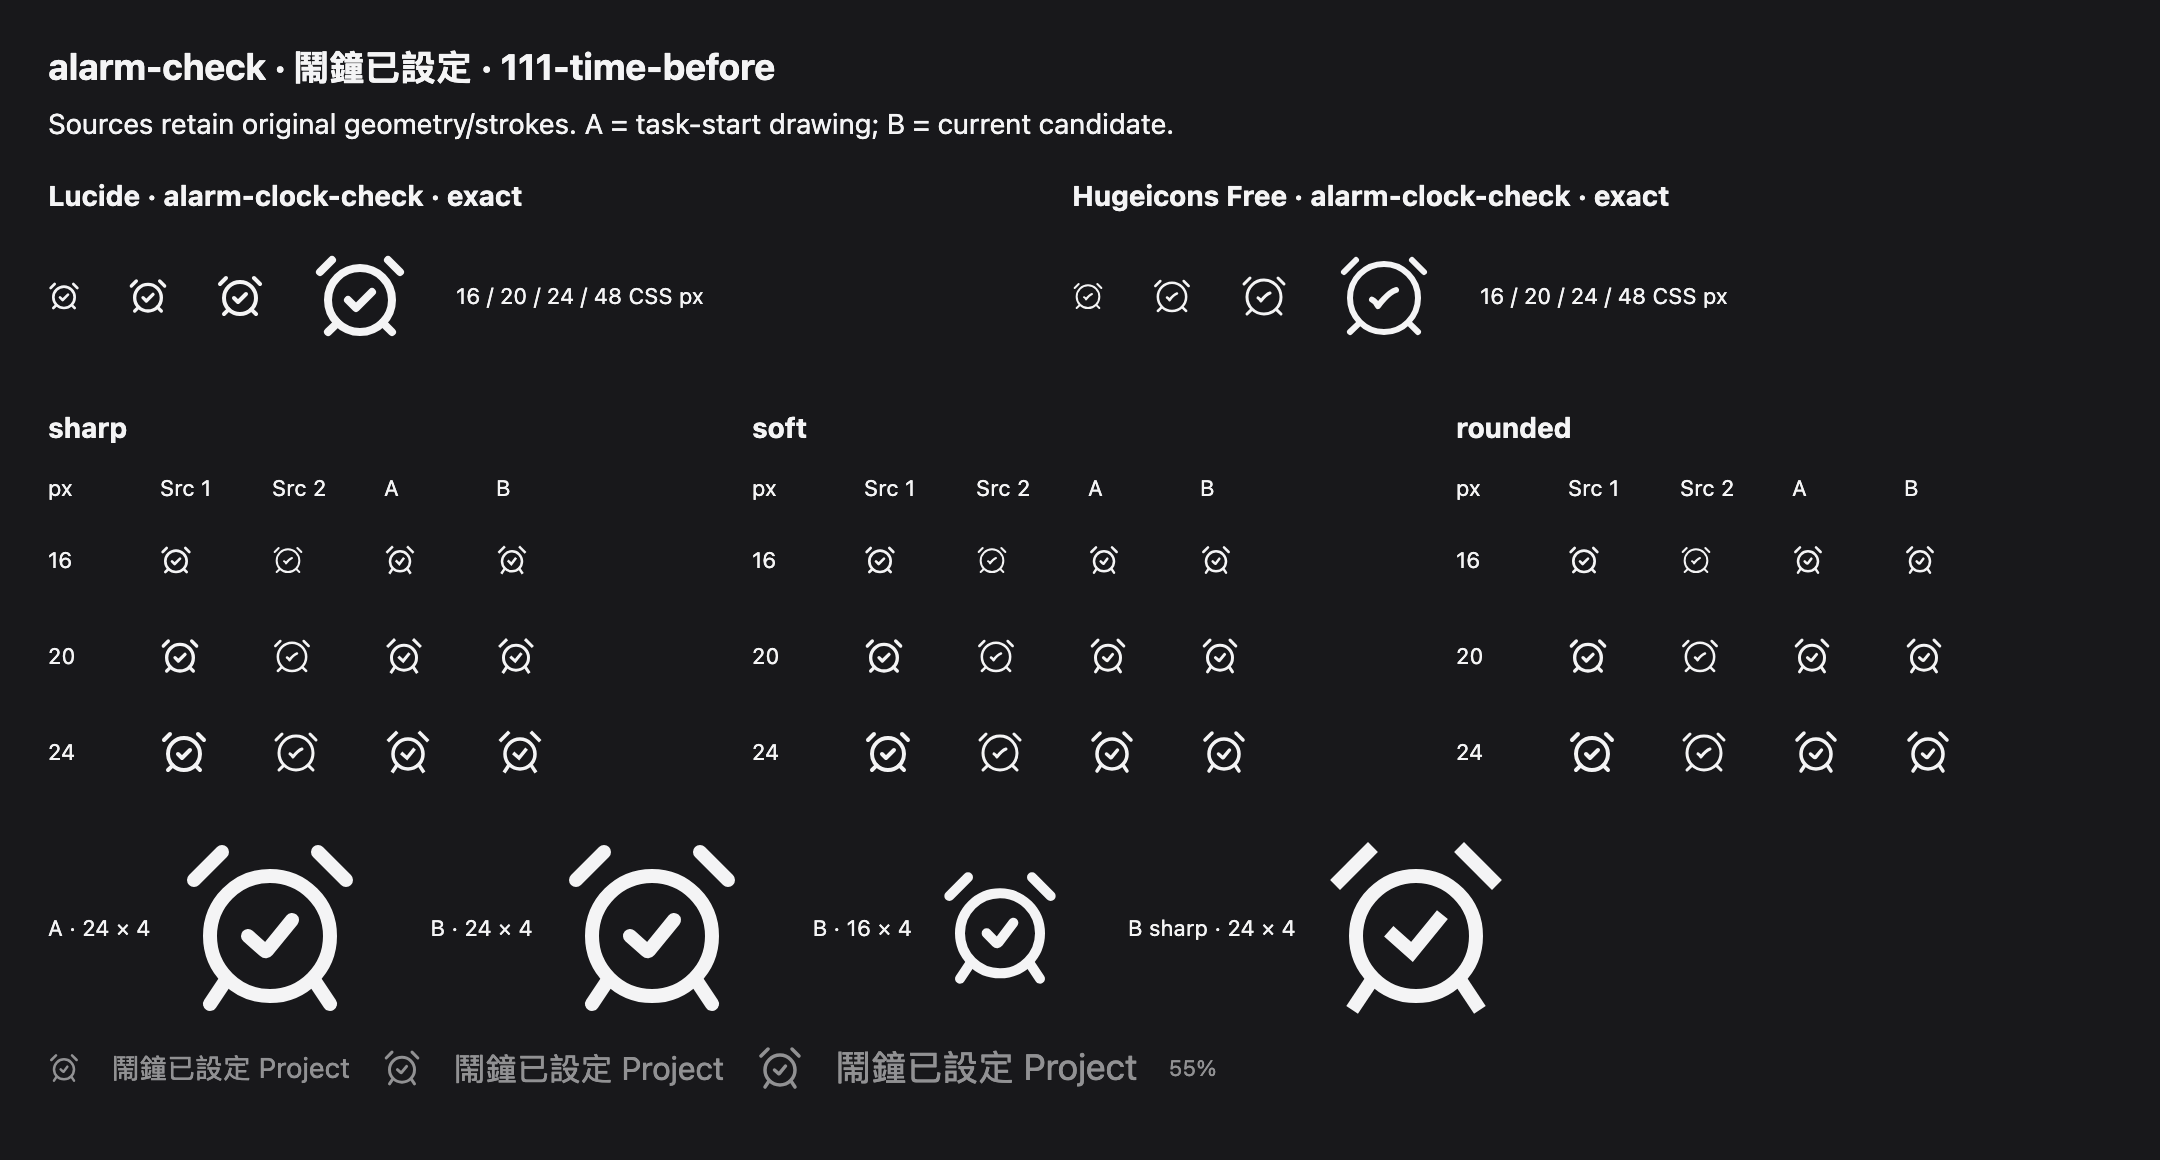 alarm-check · 鬧鐘已設定 · 111-time-before
Sources retain original geometry/strokes. A = task-start drawing; B = current candidate.
Lucide · alarm-clock-check · exact
Hugeicons Free · alarm-clock-check · exact
16 / 20 / 24 / 48 CSS px
16 / 20 / 24 / 48 CSS px
sharp
soft
rounded
px Src 1 Src 2 A B
px Src 1 Src 2 A B
px Src 1 Src 2 A B
16
16
16
20
20
20
24
24
24
A · 24 × 4
B · 24 × 4
B · 16 × 4
B sharp · 24 × 4
鬧鐘已設定 Project
鬧鐘已設定 Project
鬧鐘已設定 Project
55%